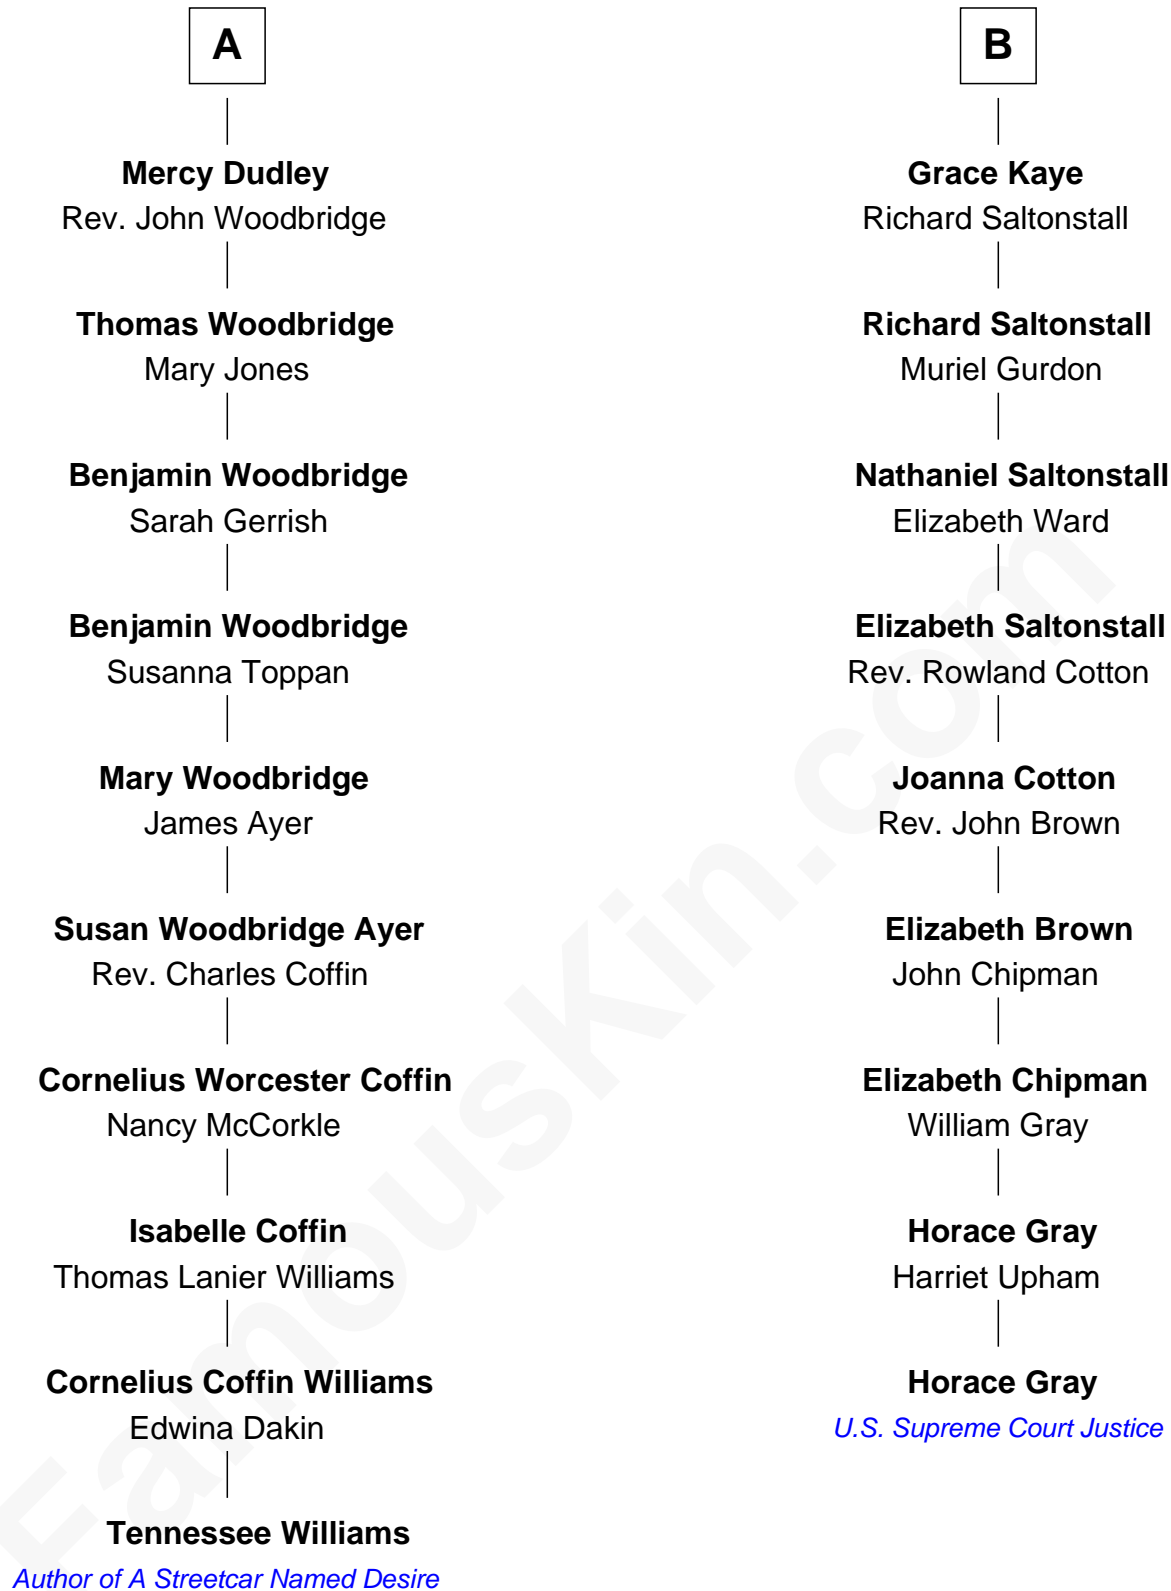 A
Mercy Dudley
Rev. John Woodbridge
Thomas Woodbridge
Mary Jones
Benjamin Woodbridge
Sarah Gerrish
Benjamin Woodbridge
Susanna Toppan
Mary Woodbridge
James Ayer
Susan Woodbridge Ayer
Rev. Charles Coffin
Cornelius Worcester Coffin
Nancy McCorkle
Isabelle Coffin
Thomas Lanier Williams
Cornelius Coffin Williams
Edwina Dakin
Tennessee Williams
Author of A Streetcar Named Desire
B
Grace Kaye
Richard Saltonstall
Richard Saltonstall
Muriel Gurdon
Nathaniel Saltonstall
Elizabeth Ward
Elizabeth Saltonstall
Rev. Rowland Cotton
Joanna Cotton
Rev. John Brown
Elizabeth Brown
John Chipman
Elizabeth Chipman
William Gray
Horace Gray
Harriet Upham
Horace Gray
U.S. Supreme Court Justice
FamousKin.com